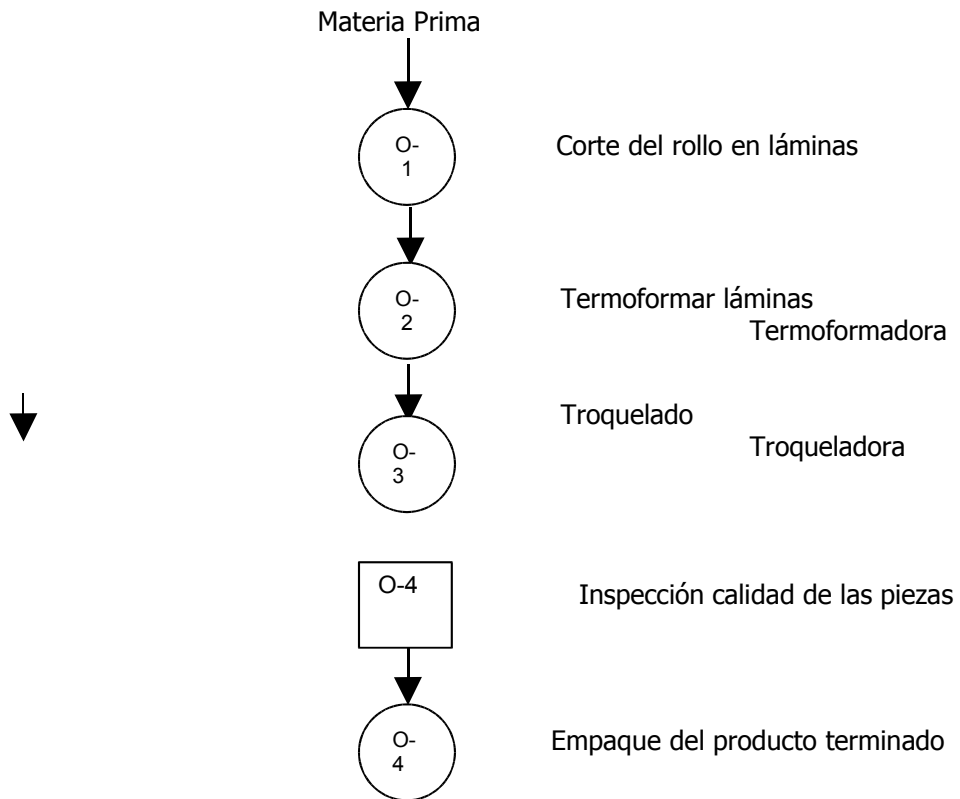 Materia Prima
O-
1
Corte del rollo en láminas
O-
2
Termoformar láminas
Termoformadora
O-
3
Troquelado
Troqueladora
O-4
Inspección calidad de las piezas
O-
4
Empaque del producto terminado